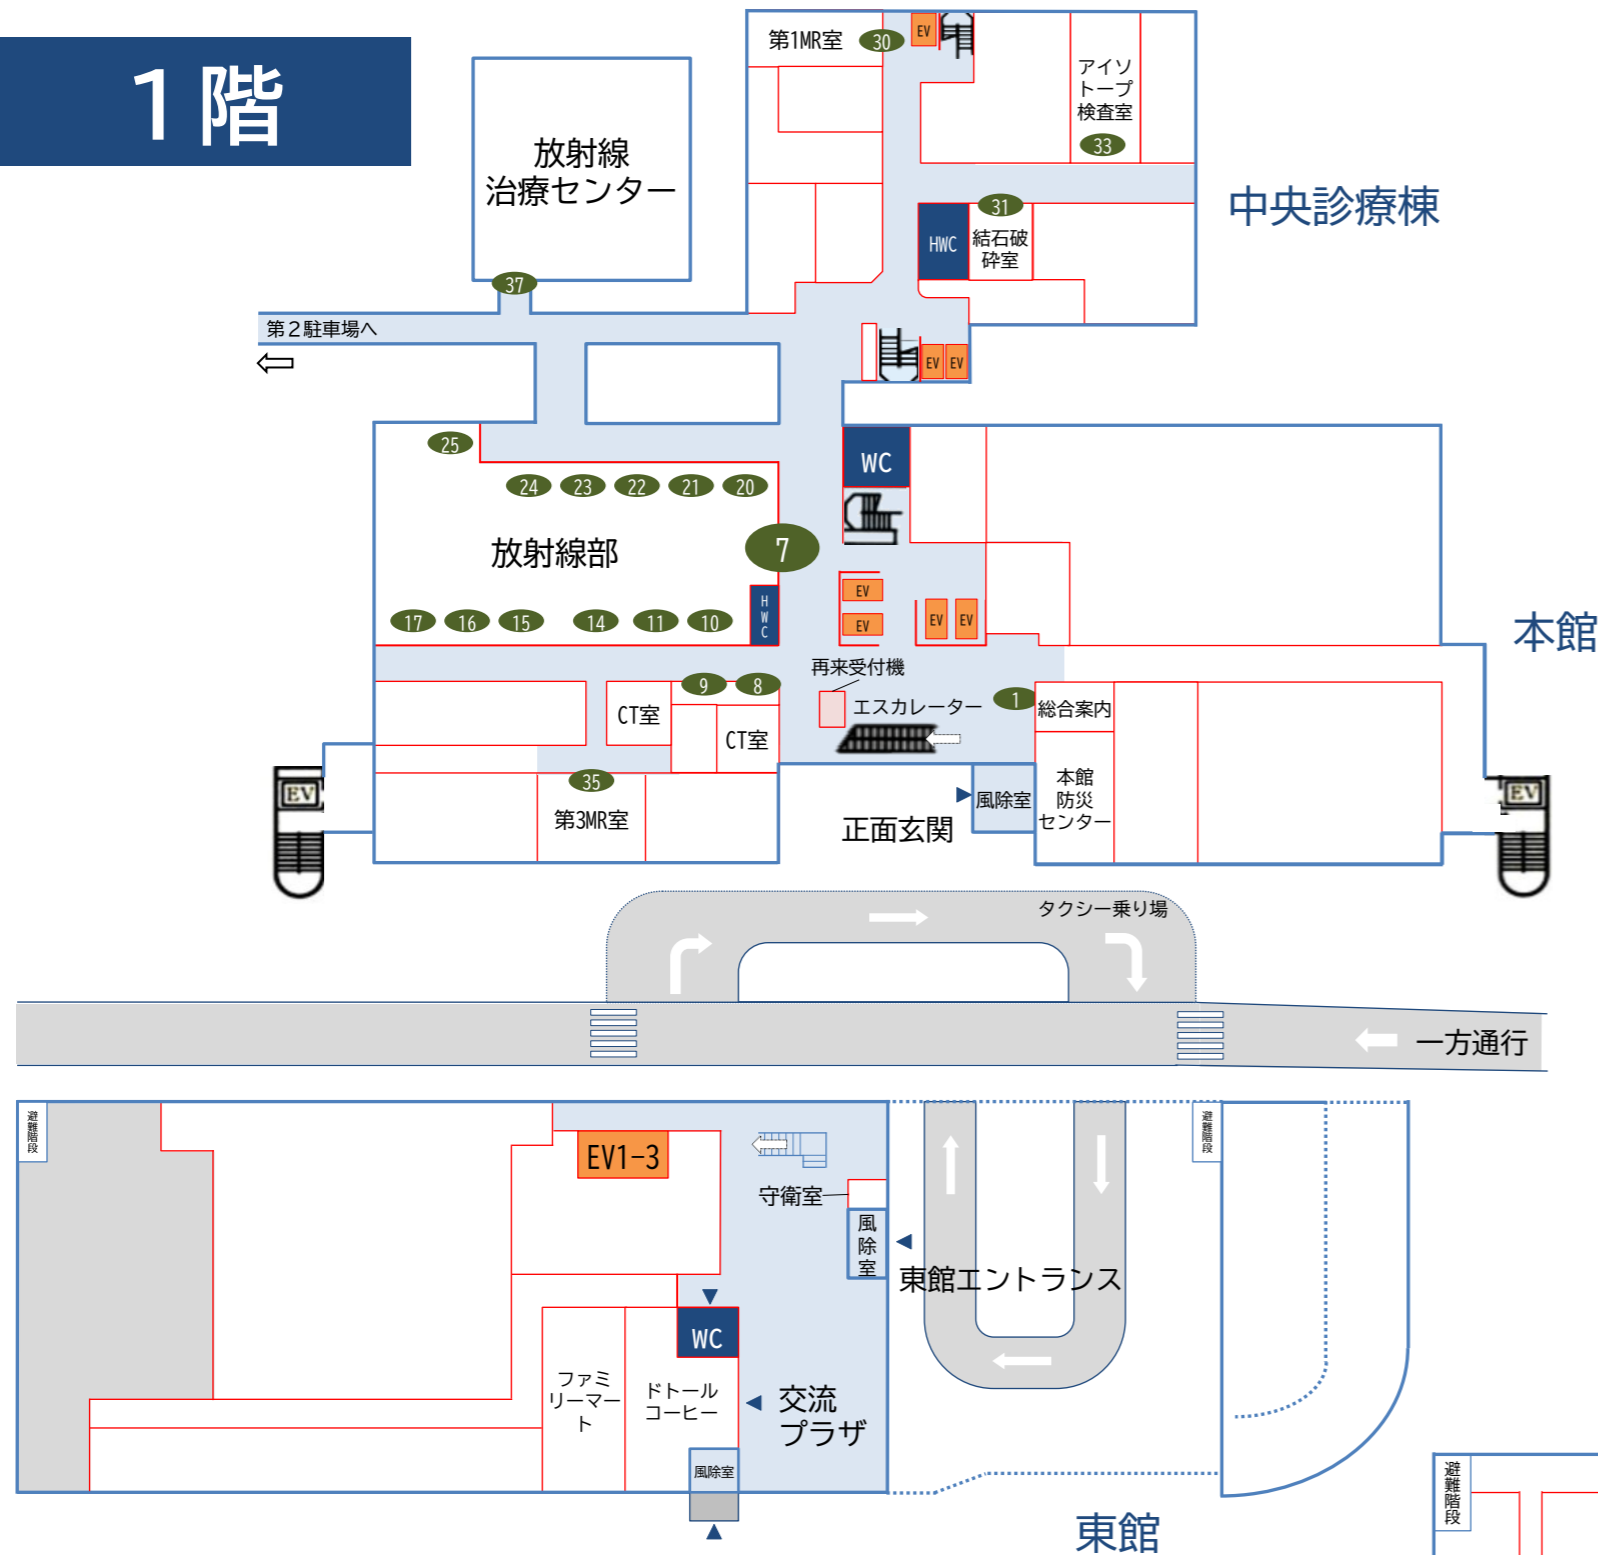 1階
第1MR室
30
EV
アイソ
トープ
検査室
33
放射線
治療センター
中央診療棟
31
HWC
結石破
砕室
37
第2駐車場へ
EV
EV
25
WC
24
23
22
21
20
放射線部
7
EV
HWC
17
16
15
14
11
10
EV
EV
EV
本館
再来受付機
9
8
1
エスカレーター
総合案内
CT室
CT室
35
本館
防災
センター
EV
EV
風除室
第3MR室
正面玄関
タクシー乗り場
一方通行
避難階段
避難階段
EV1-3
守衛室
風除室
東館エントランス
WC
ファミ
リーマー
ト
ドトール
コーヒー
交流
プラザ
風除室
避難階段
東館